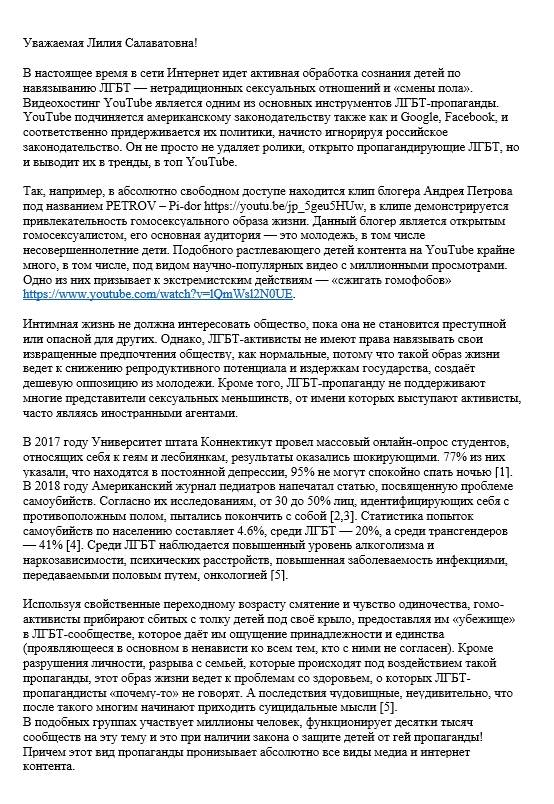 Уважаемая Лилия Салаватовна!
В настоящее время в сети Интернет идет активная обработка сознания детей по
навязыванию ЛГБТ — нетрадиционных сексуальных отношений и «смены пола».
Видеохостинг YouTube является одним из основных инструментов ЛГБТ-пропаганды.
YouTube подчиняется американскому законодательству также как и Google, Facebook, и
соответственно придерживается их политики, начисто игнорируя российское
законодательство. Он не просто не удаляет ролики, открыто пропагандирующие ЛГБТ, но
и выводит их в тренды, в топ YouTube.
Так, например, в абсолютно свободном доступе находится клип блогера Андрея Петрова
под названием PETROV – Pi-dor https://youtu.be/jp_5geu5HUw, в клипе демонстрируется
привлекательность гомосексуального образа жизни. Данный блогер является открытым
гомосексуалистом, его основная аудитория — это молодежь, в том числе
несовершеннолетние дети. Подобного растлевающего детей контента на YouTube крайне
много, в том числе, под видом научно-популярных видео с миллионными просмотрами.
Одно из них призывает к экстремистским действиям — «сжигать гомофобов»
https://www.youtube.com/watch?v=lQmWsl2N0UE.
Интимная жизнь не должна интересовать общество, пока она не становится преступной
или опасной для других. Однако, ЛГБТ-активисты не имеют права навязывать свои
извращенные предпочтения обществу, как нормальные, потому что такой образ жизни
ведет к снижению репродуктивного потенциала и издержкам государства, создаёт
дешевую оппозицию из молодежи. Кроме того, ЛГБТ-пропаганду не поддерживают
многие представители сексуальных меньшинств, от имени которых выступают активисты,
часто являясь иностранными агентами.
В 2017 году Университет штата Коннектикут провел массовый онлайн-опрос студентов,
относящих себя к геям и лесбиянкам, результаты оказались шокирующими. 77% из них
указали, что находятся в постоянной депрессии, 95% не могут спокойно спать ночью [1].
В 2018 году Американский журнал педиатров напечатал статью, посвященную проблеме
самоубийств. Согласно их исследованиям, от 30 до 50% лиц, идентифицирующих себя с
противоположным полом, пытались покончить с собой [2,3]. Статистика попыток
самоубийств по населению составляет 4.6%, среди ЛГБТ — 20%, а среди трансгендеров
— 41% [4]. Среди ЛГБТ наблюдается повышенный уровень алкоголизма и
наркозависимости, психических расстройств, повышенная заболеваемость инфекциями,
передаваемыми половым путем, онкологией [5].
Используя свойственные переходному возрасту смятение и чувство одиночества, гомо-
активисты прибирают сбитых с толку детей под своё крыло, предоставляя им «убежище»
в ЛГБТ-сообществе, которое даёт им ощущение принадлежности и единства
(проявляющееся в основном в ненависти ко всем тем, кто с ними не согласен). Кроме
разрушения личности, разрыва с семьей, которые происходят под воздействием такой
пропаганды, этот образ жизни ведет к проблемам со здоровьем, о которых ЛГБТ-
пропагандисты «почему-то» не говорят. А последствия чудовищные, неудивительно, что
после такого многим начинают приходить суицидальные мысли [5].
В подобных группах участвует миллионы человек, функционирует десятки тысяч
сообществ на эту тему и это при наличии закона о защите детей от гей пропаганды!
Причем этот вид пропаганды пронизывает абсолютно все виды медиа и интернет
контента.